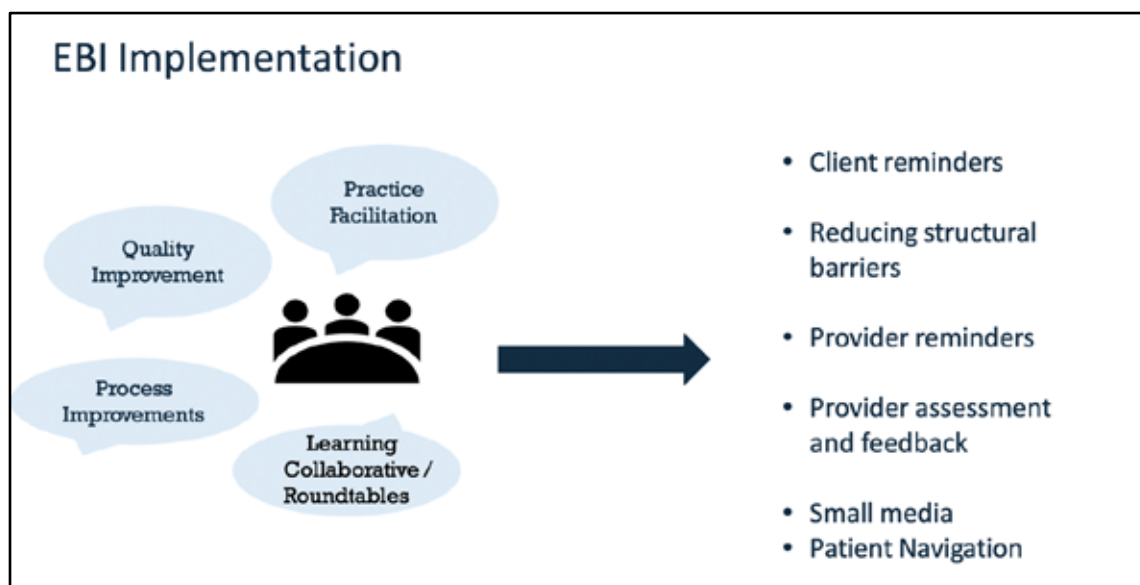 EBI Implementation
Practice
Facilitation
Quality
Improvement
Process
Improvements
Learning
Collaborative /
Roundtables
• Client reminders
• Reducing structural
barriers
• Provider reminders
• Provider assessment
and feedback
• Small media
• Patient Navigation